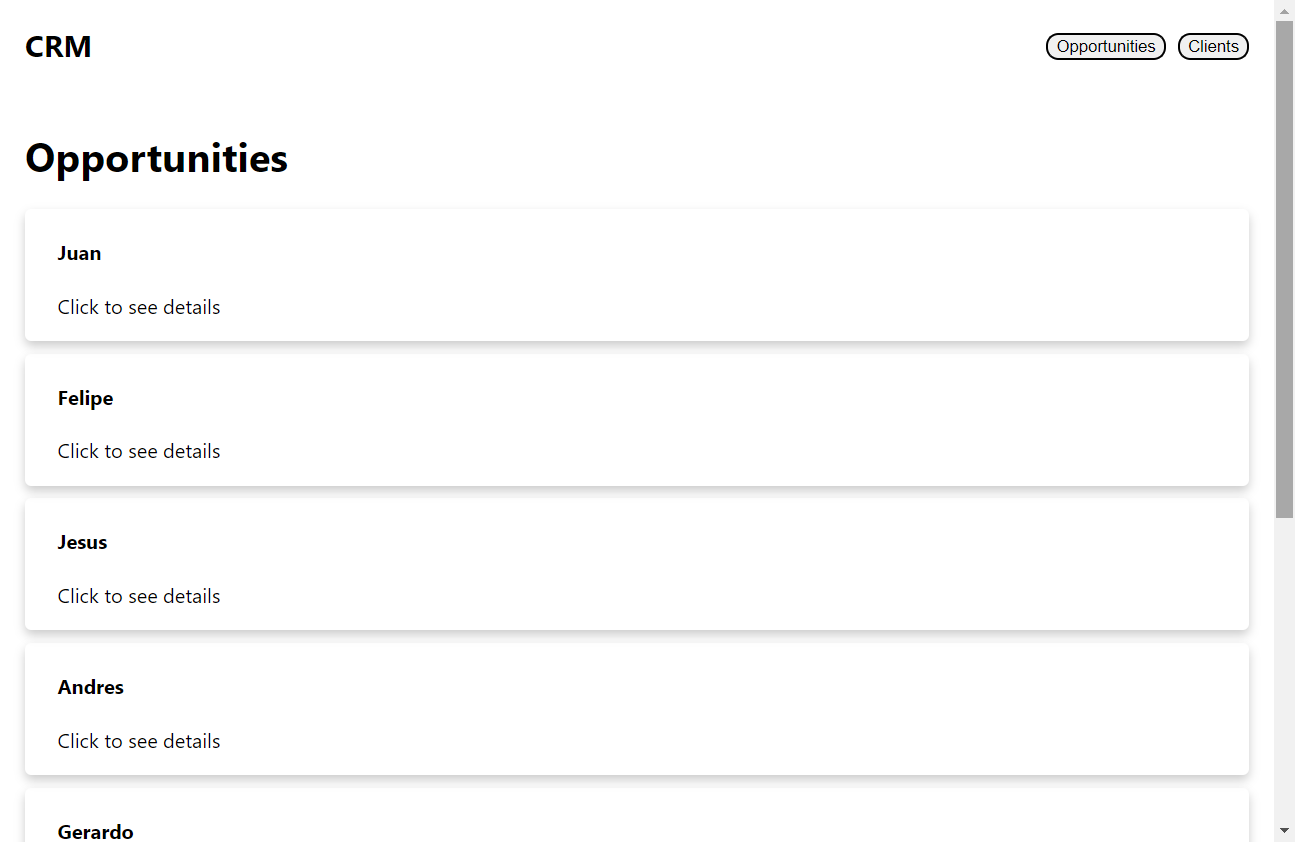 CRM
Opportunities
Clients
Opportunities
Juan
Click to see details
Felipe
Click to see details
Jesus
Click to see details
Andres
Click to see details
Gerardo